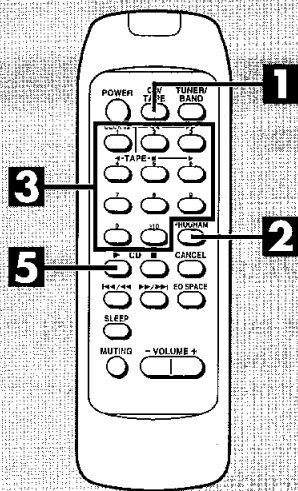 1
POWER CD/TAPE TUNER/BAND
3
◄-TAPE-■ ►
7 8 9
0 >10 PROGRAM
2
5
► CD ■ CANCEL
I◄◄/◄◄ ►►/►►I EQ SPACE
SLEEP
MUTING − VOLUME +